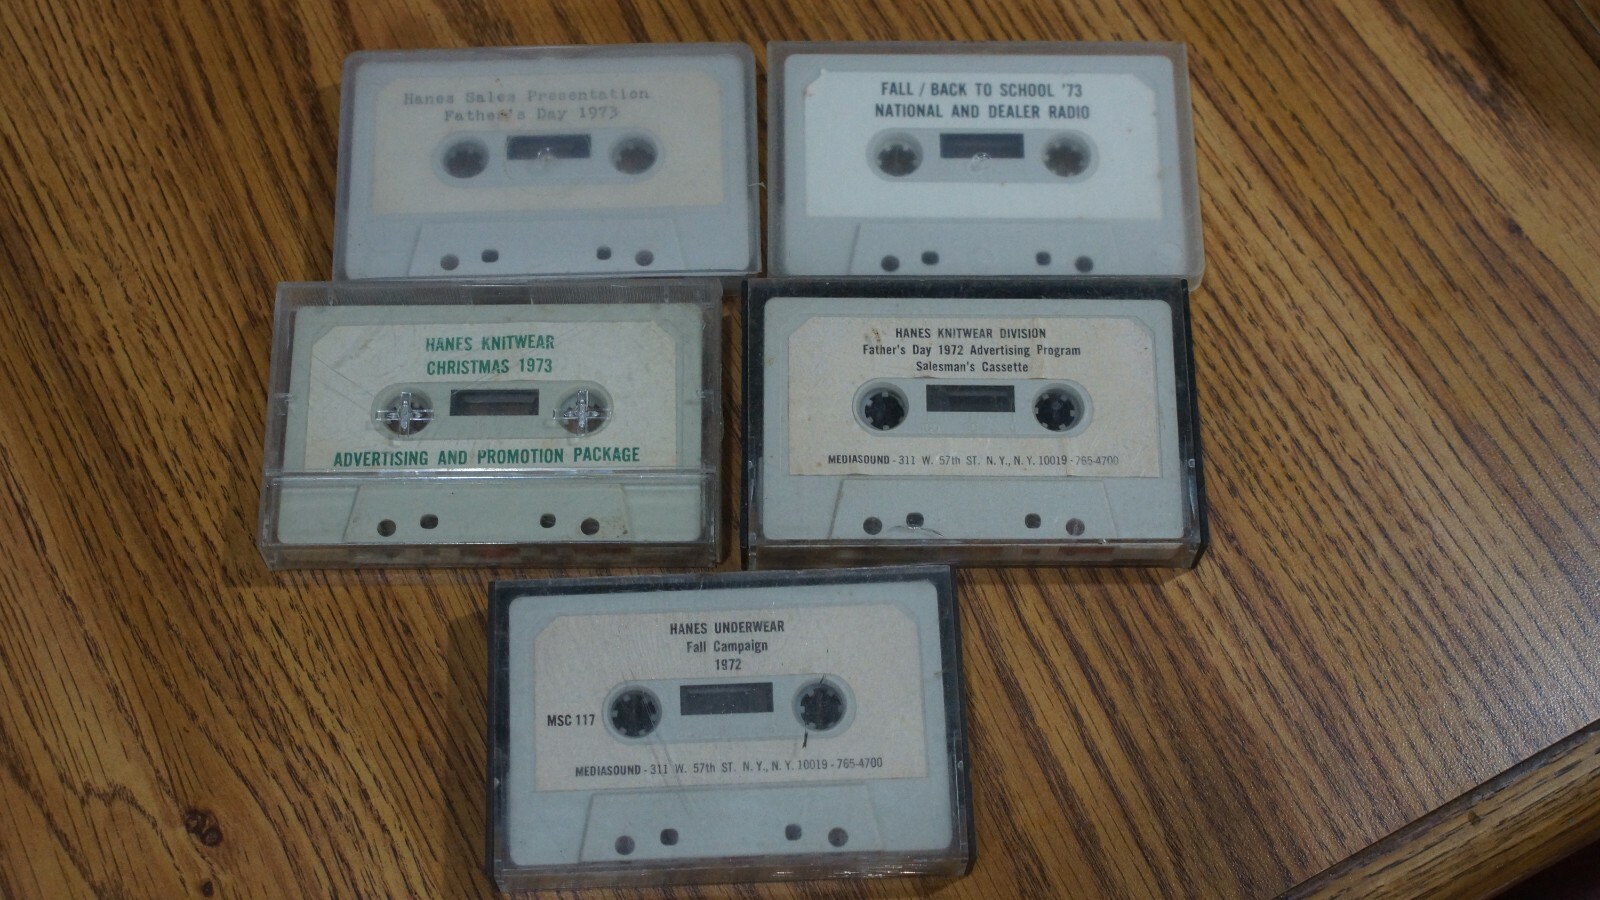 Hanes Sales Presentation
Father's Day 1973
FALL / BACK TO SCHOOL '73
NATIONAL AND DEALER RADIO
HANES KNITWEAR
CHRISTMAS 1973
ADVERTISING AND PROMOTION PACKAGE
HANES KNITWEAR DIVISION
Father's Day 1972 Advertising Program
Salesman's Cassette
MEDIASOUND - 311 W. 57th ST. N.Y., N.Y. 10019 - 765-4700
HANES UNDERWEAR
Fall Campaign
1972
MSC 117
MEDIASOUND - 311 W. 57th ST. N.Y., N.Y. 10019 - 765-4700